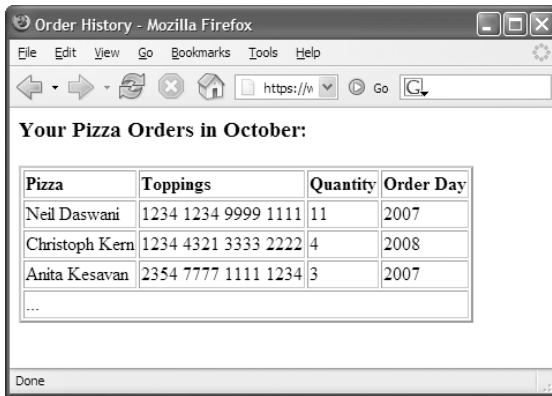 Order History - Mozilla Firefox
File Edit View Go Bookmarks Tools Help
https://w Go G
Your Pizza Orders in October:
Pizza Toppings Quantity Order Day
Neil Daswani 1234 1234 9999 1111 11 2007
Christoph Kern 1234 4321 3333 2222 4 2008
Anita Kesavan 2354 7777 1111 1234 3 2007
...
Done